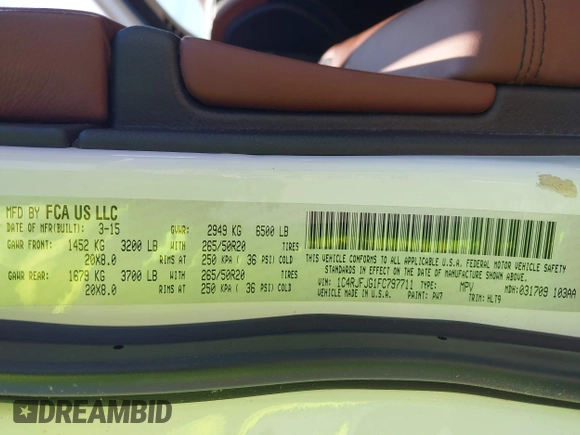 MFD BY FCA US LLC
DATE OF MFR(BUILT): 3-15 GVWR: 2949 KG 6500 LB
GAWR FRONT: 1452 KG 3200 LB WITH 265/50R20 TIRES
20X8.0 RIMS AT 250 KPA ( 36 PSI) COLD
GAWR REAR: 1679 KG 3700 LB WITH 265/50R20 TIRES
20X8.0 RIMS AT 250 KPA ( 36 PSI) COLD
THIS VEHICLE CONFORMS TO ALL APPLICABLE U.S.A. FEDERAL MOTOR VEHICLE SAFETY
STANDARDS IN EFFECT ON THE DATE OF MANUFACTURE SHOWN ABOVE.
VIN: 1C4RJFJG1FC797711 TYPE: MPV MDH: 031709 103AA
VEHICLE MADE IN U.S.A. PAINT: PW7 TRIM: HLT9
DREAMBID